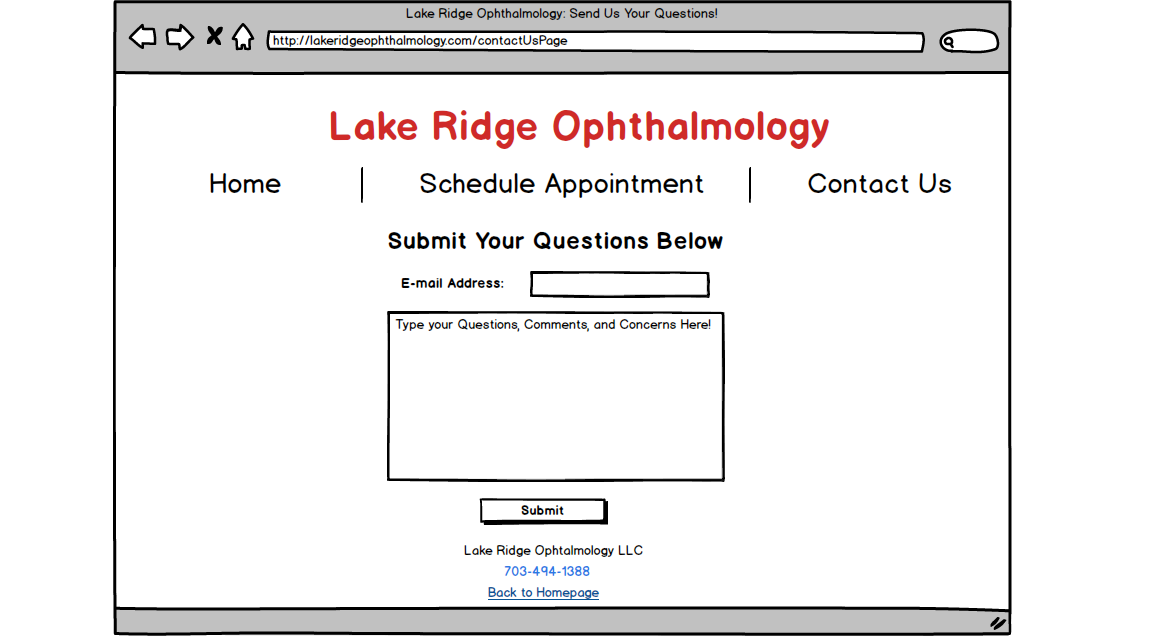 Lake Ridge Ophthalmology: Send Us Your Questions!
http://lakeridgeophthalmology.com/contactUsPage
Lake Ridge Ophthalmology
Home
Schedule Appointment
Contact Us
Submit Your Questions Below
E-mail Address:
Type your Questions, Comments, and Concerns Here!
Submit
Lake Ridge Ophtalmology LLC
703-494-1388
Back to Homepage